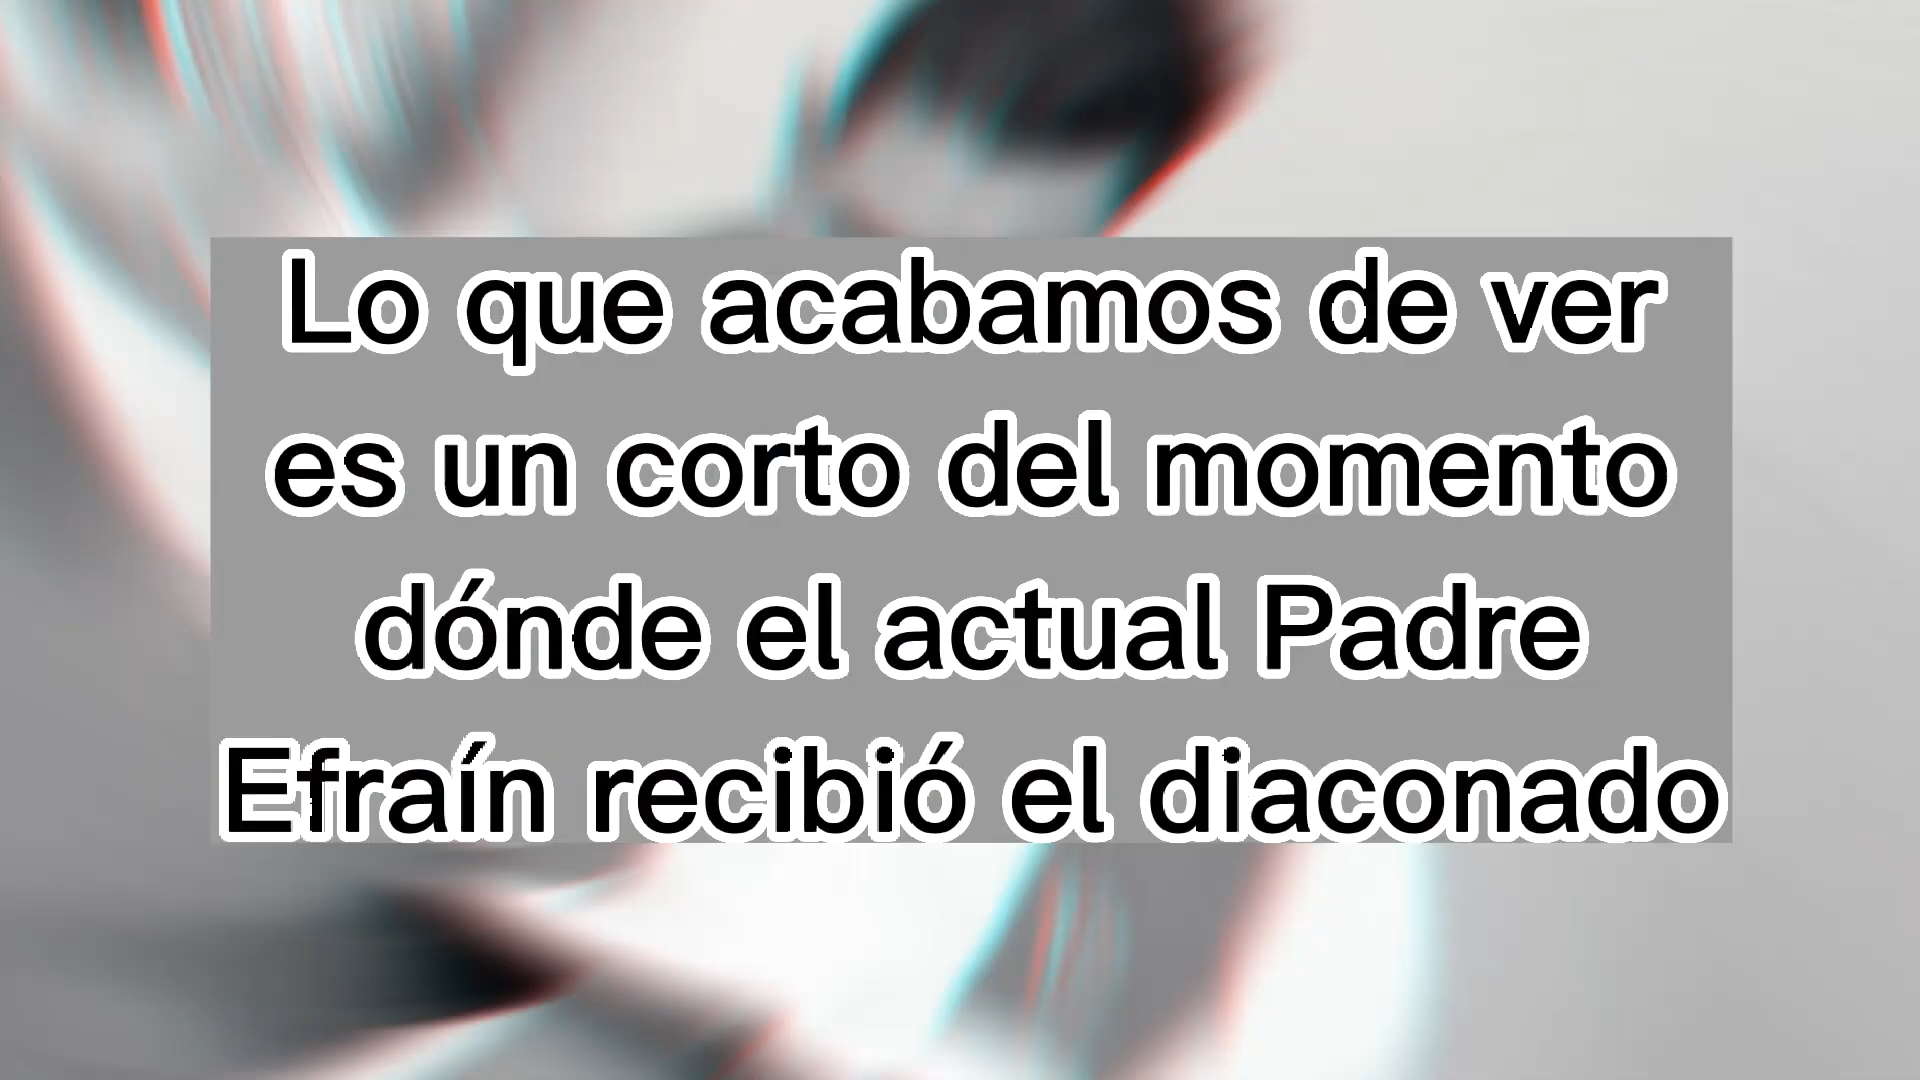 Lo que acabamos de ver
es un corto del momento
dónde el actual Padre
Efraín recibió el diaconado